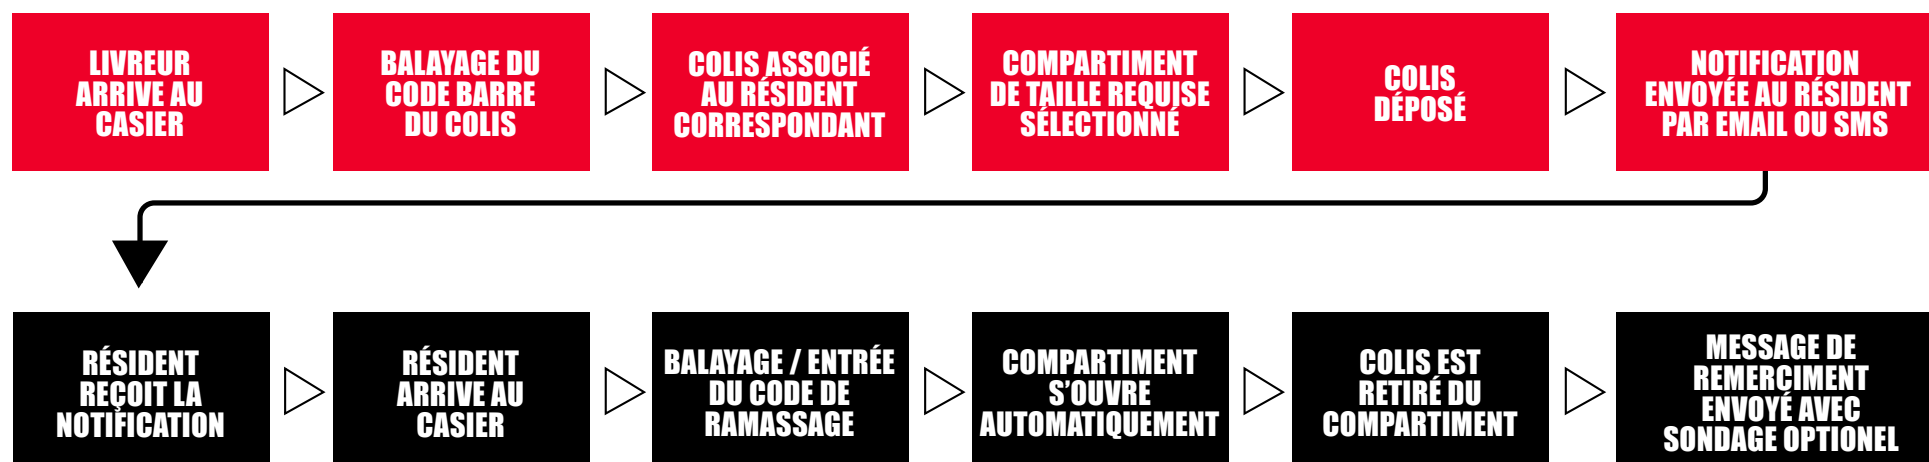 LIVREUR
ARRIVE AU
CASIER
BALAYAGE DU
CODE BARRE
DU COLIS
COLIS ASSOCIÉ
AU RÉSIDENT
CORRESPONDANT
COMPARTIMENT
DE TAILLE REQUISE
SÉLECTIONNÉ
COLIS
DÉPOSÉ
NOTIFICATION
ENVOYÉE AU RÉSIDENT
PAR EMAIL OU SMS
RÉSIDENT
REÇOIT LA
NOTIFICATION
RÉSIDENT
ARRIVE AU
CASIER
BALAYAGE / ENTRÉE
DU CODE DE
RAMASSAGE
COMPARTIMENT
S'OUVRE
AUTOMATIQUEMENT
COLIS EST
RETIRÉ DU
COMPARTIMENT
MESSAGE DE
REMERCIMENT
ENVOYÉ AVEC
SONDAGE OPTIONEL